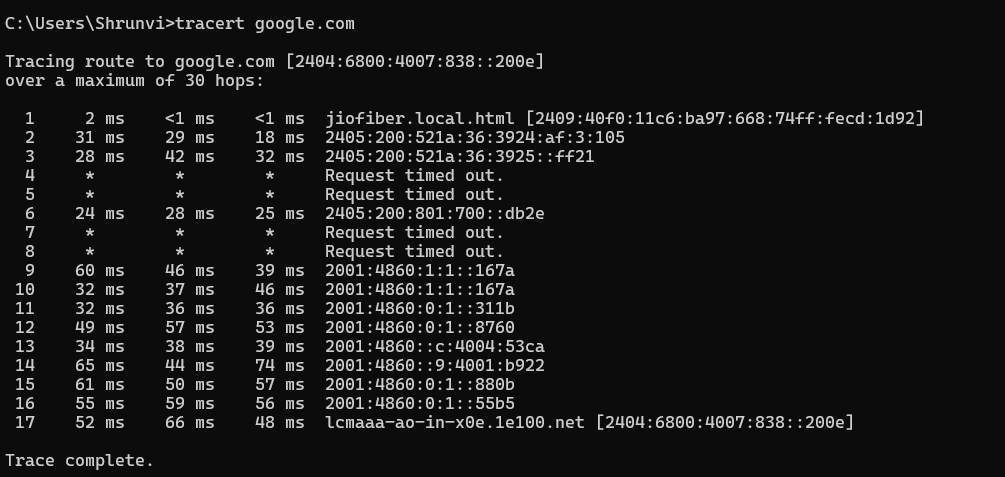 C:\Users\Shrunvi>tracert google.com
Tracing route to google.com [2404:6800:4007:838::200e]
over a maximum of 30 hops:
1 2 ms <1 ms <1 ms jiofiber.local.html [2409:40f0:11c6:ba97:668:74ff:fecd:1d92]
2 31 ms 29 ms 18 ms 2405:200:521a:36:3924:af:3:105
3 28 ms 42 ms 32 ms 2405:200:521a:36:3925::ff21
4 * * * Request timed out.
5 * * * Request timed out.
6 24 ms 28 ms 25 ms 2405:200:801:700::db2e
7 * * * Request timed out.
8 * * * Request timed out.
9 60 ms 46 ms 39 ms 2001:4860:1:1::167a
10 32 ms 37 ms 46 ms 2001:4860:1:1::167a
11 32 ms 36 ms 36 ms 2001:4860:0:1::311b
12 49 ms 57 ms 53 ms 2001:4860:0:1::8760
13 34 ms 38 ms 39 ms 2001:4860::c:4004:53ca
14 65 ms 44 ms 74 ms 2001:4860::9:4001:b922
15 61 ms 50 ms 57 ms 2001:4860:0:1::880b
16 55 ms 59 ms 56 ms 2001:4860:0:1::55b5
17 52 ms 66 ms 48 ms lcmaaa-ao-in-x0e.1e100.net [2404:6800:4007:838::200e]
Trace complete.